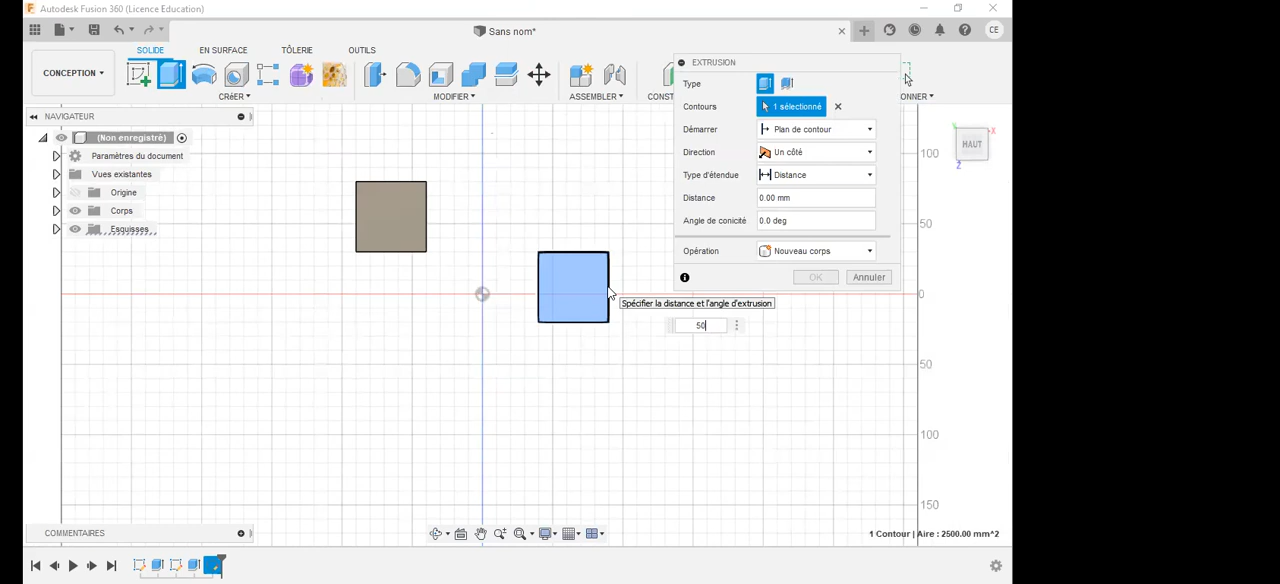 Autodesk Fusion 360 (Licence Education)
Sans nom*
CE
CONCEPTION
SOLIDE
EN SURFACE
TÔLERIE
OUTILS
CRÉER
MODIFIER
ASSEMBLER
CONST
ONNER
NAVIGATEUR
(Non enregistré)
Paramètres du document
Vues existantes
Origine
Corps
Esquisses
EXTRUSION
Type
Contours 1 sélectionné
Démarrer Plan de contour
Direction Un côté
Type d'étendue Distance
Distance 0.00 mm
Angle de conicité 0.0 deg
Opération Nouveau corps
OK Annuler
HAUT
X
Y
Z
100
50
0
50
100
150
Spécifier la distance et l'angle d'extrusion
50
COMMENTAIRES
1 Contour | Aire : 2500.00 mm^2